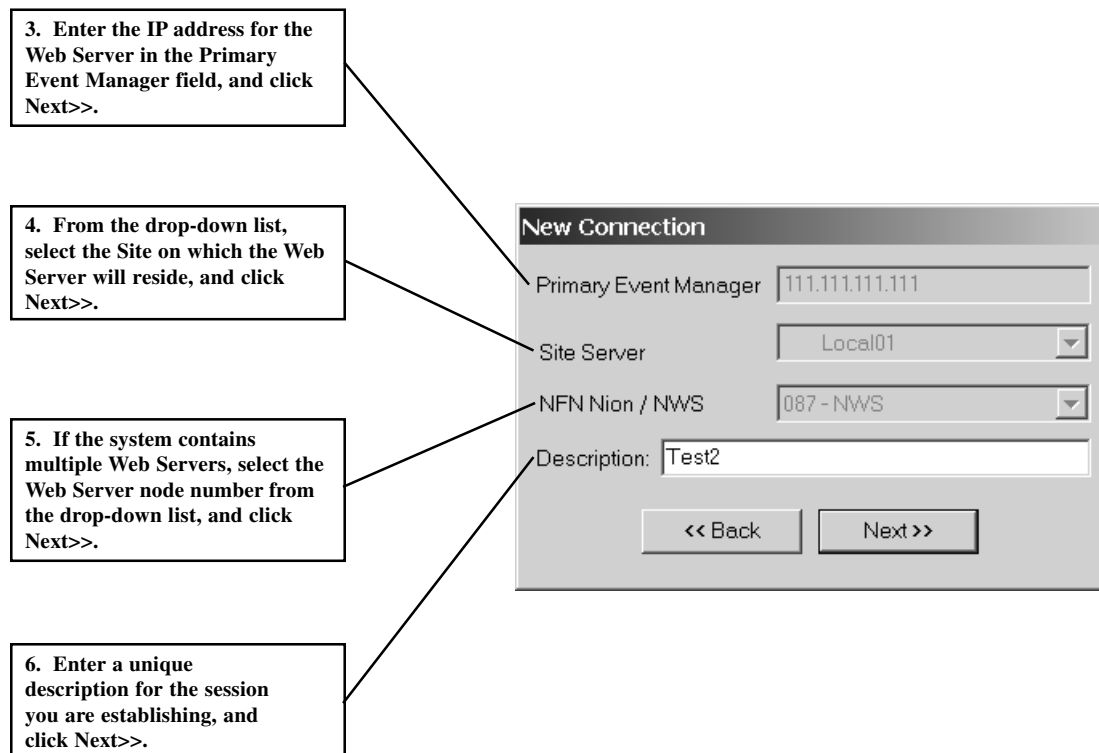 3. Enter the IP address for the
Web Server in the Primary
Event Manager field, and click
Next>>.
4. From the drop-down list,
select the Site on which the Web
Server will reside, and click
Next>>.
5. If the system contains
multiple Web Servers, select the
Web Server node number from
the drop-down list, and click
Next>>.
6. Enter a unique
description for the session
you are establishing, and
click Next>>.
New Connection
Primary Event Manager 111.111.111.111
Site Server Local01
NFN Nion / NWS 087 - NWS
Description: Test2
<< Back Next >>